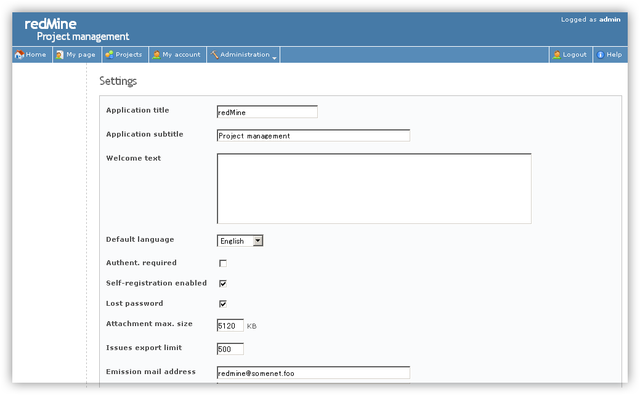 redMine
Logged as admin
Project management
Home My page Projects My account Administration Logout Help
Settings
Application title redMine
Application subtitle Project management
Welcome text
Default language English
Authent. required
Self-registration enabled
Lost password
Attachment max. size 5120 KB
Issues export limit 500
Emission mail address redmine@somenet.foo